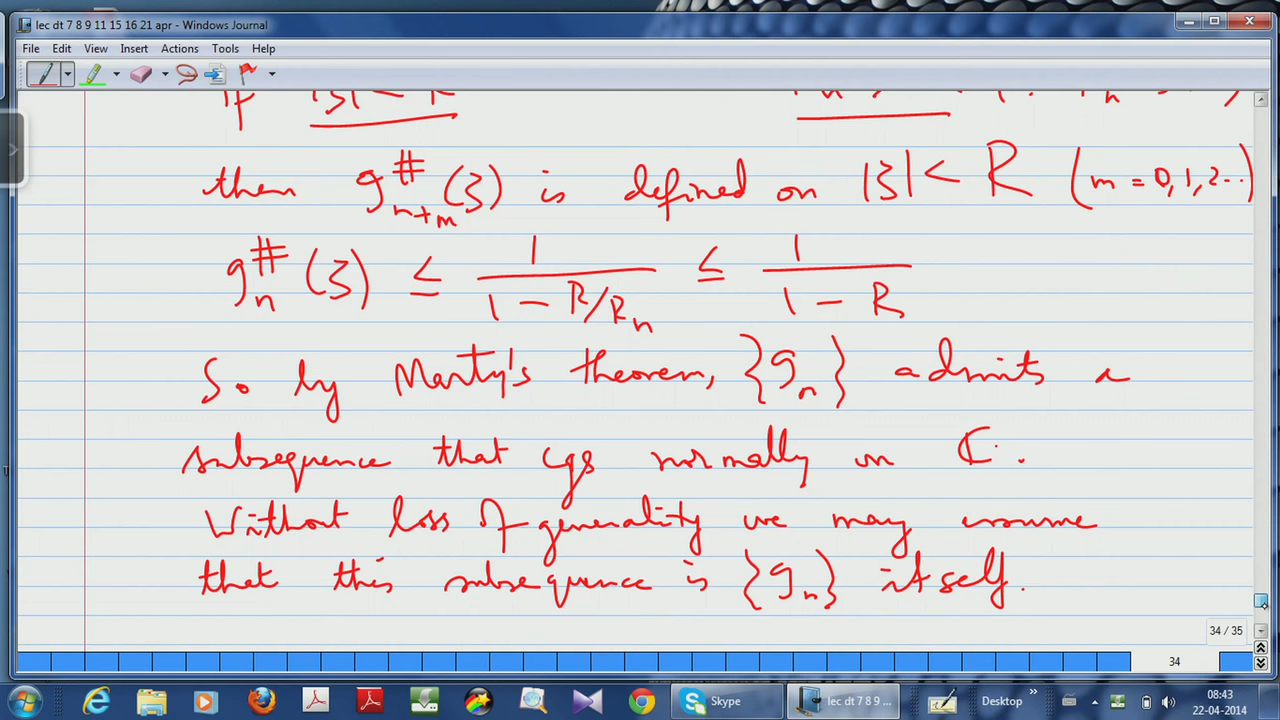 lec dt 7 8 9 11 15 16 21 apr - Windows Journal
File Edit View Insert Actions Tools Help
If |ʒ| < R
then g#n+m (ʒ) is defined on |ʒ| < R (m = 0, 1, 2..)
g#n (ʒ) ≤ 1/(1 - R/Rn) ≤ 1/(1 - R)
So by Marty's theorem, {gn} admits a
subsequence that cgs normally on ℂ.
Without loss of generality we may assume
that this subsequence is {gn} itself.
34 / 35
34
Skype
lec dt 7 8 9 ...
Desktop
08:43
22-04-2014